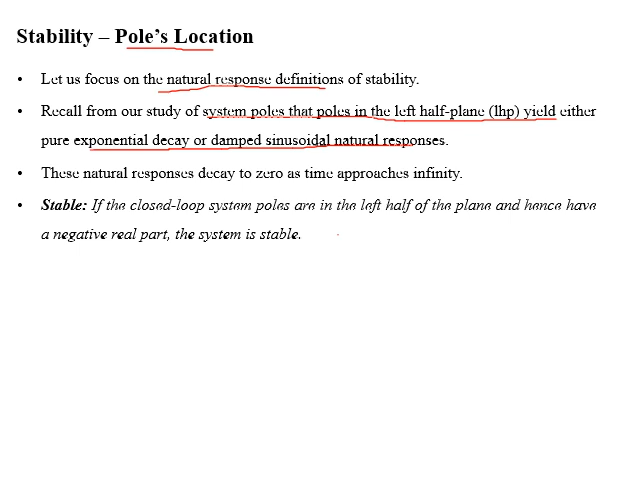 Stability – Pole's Location
• Let us focus on the natural response definitions of stability.
• Recall from our study of system poles that poles in the left half-plane (lhp) yield either
pure exponential decay or damped sinusoidal natural responses.
• These natural responses decay to zero as time approaches infinity.
• Stable: If the closed-loop system poles are in the left half of the plane and hence have
a negative real part, the system is stable.